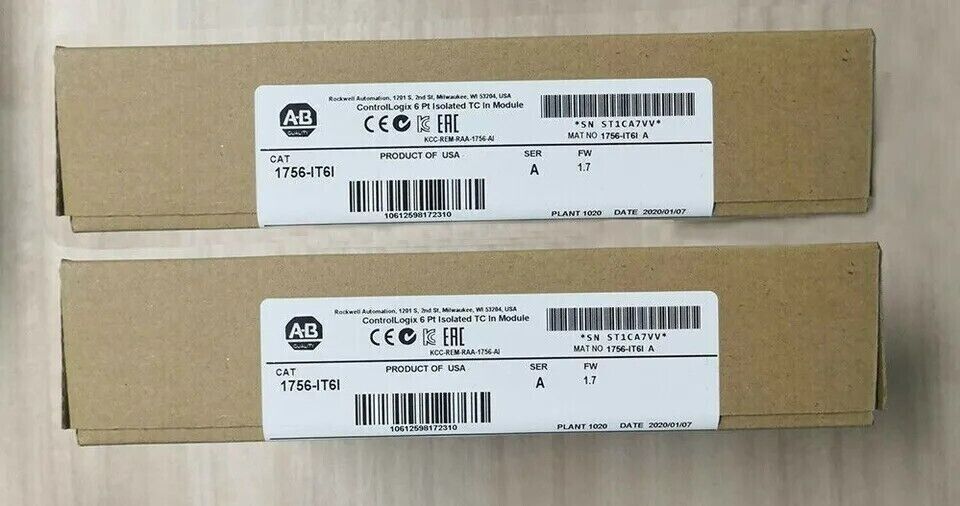 Rockwell Automation, 1201 S, 2nd St, Milwaukee, WI 53204, USA
ControlLogix 6 Pt Isolated TC In Module
A-B
QUALITY
CE EAC
KCC-REM-RAA-1756-AI
*SN ST1CA7VV*
MAT NO 1756-IT6I A
CAT
1756-IT6I
PRODUCT OF USA
SER
A
FW
1.7
10612598172310
PLANT 1020 DATE 2020/01/07
Rockwell Automation, 1201 S, 2nd St, Milwaukee, WI 53204, USA
ControlLogix 6 Pt Isolated TC In Module
A-B
QUALITY
CE EAC
KCC-REM-RAA-1756-AI
*SN ST1CA7VV*
MAT NO 1756-IT6I A
CAT
1756-IT6I
PRODUCT OF USA
SER
A
FW
1.7
10612598172310
PLANT 1020 DATE 2020/01/07